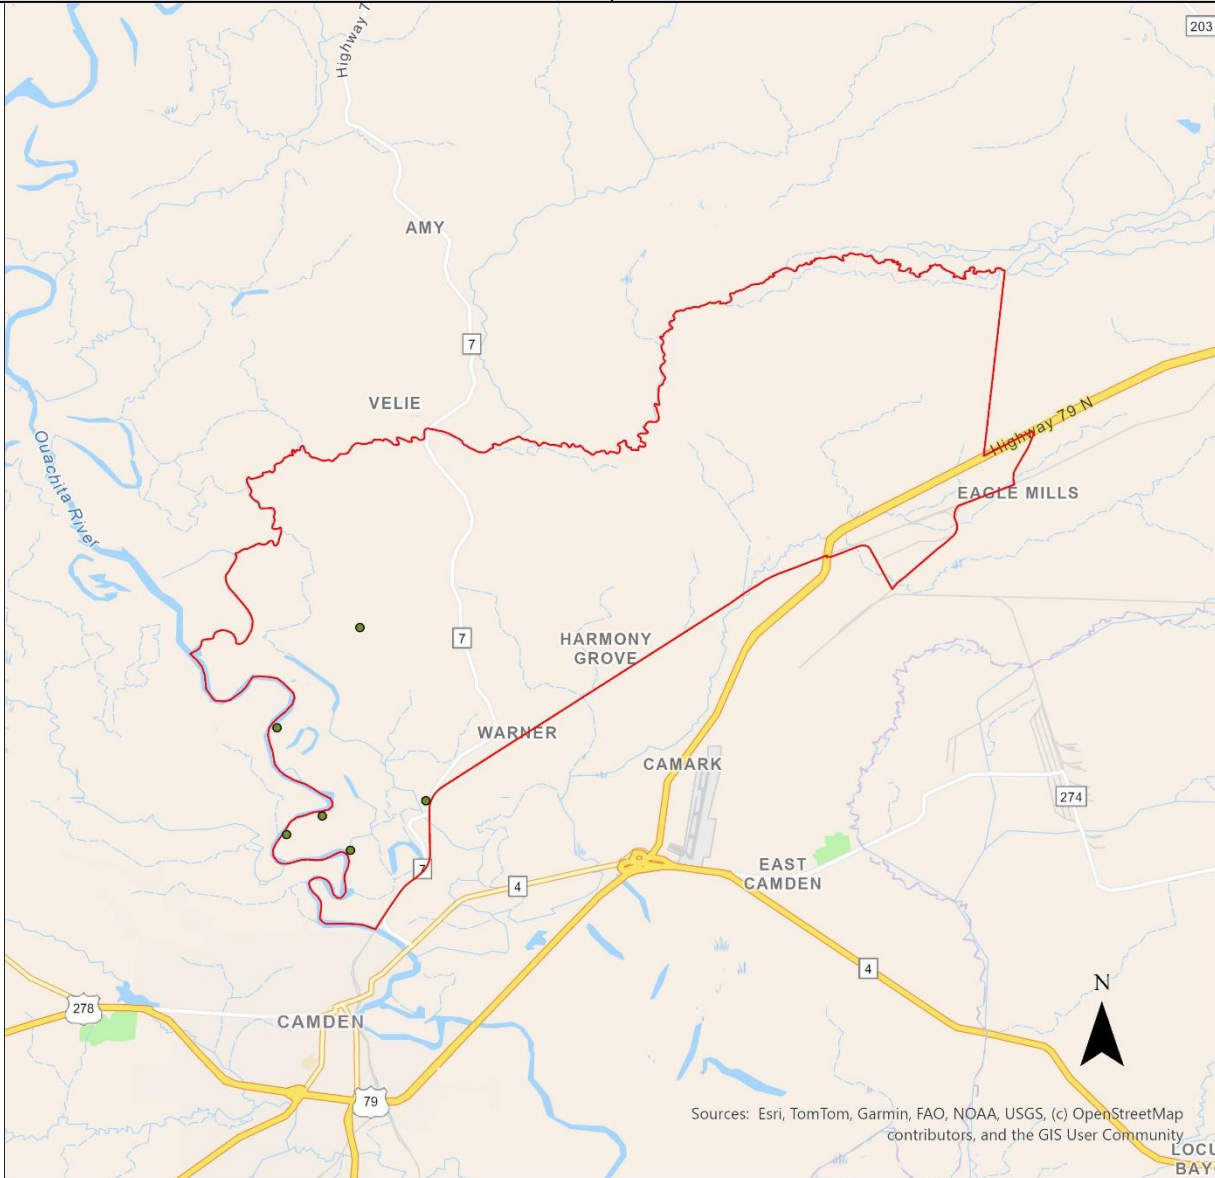 203
Highway 7
AMY
7
VELIE
Ouachita River
Highway 79 N
EAGLE MILLS
7
HARMONY
GROVE
WARNER
CAMARK
274
7
EAST
CAMDEN
4
4
N
278
CAMDEN
79
Sources: Esri, TomTom, Garmin, FAO, NOAA, USGS, (c) OpenStreetMap
contributors, and the GIS User Community
LOCU
BAY